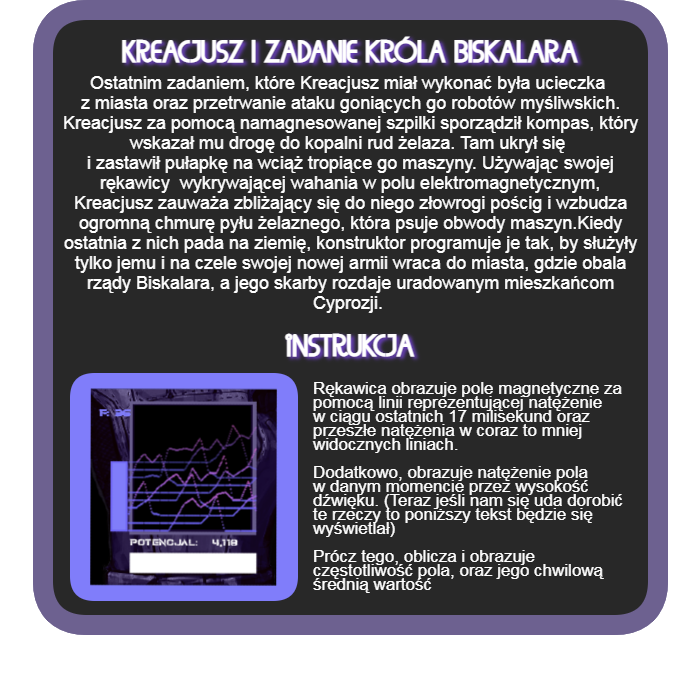 KREACJUSZ I ZADANIE KRÓLA BISKALARA
Ostatnim zadaniem, które Kreacjusz miał wykonać była ucieczka
z miasta oraz przetrwanie ataku goniących go robotów myśliwskich.
Kreacjusz za pomocą namagnesowanej szpilki sporządził kompas, który
wskazał mu drogę do kopalni rud żelaza. Tam ukrył się
i zastawił pułapkę na wciąż tropiące go maszyny. Używając swojej
rękawicy wykrywającej wahania w polu elektromagnetycznym,
Kreacjusz zauważa zbliżający się do niego złowrogi pościg i wzbudza
ogromną chmurę pyłu żelaznego, która psuje obwody maszyn.Kiedy
ostatnia z nich pada na ziemię, konstruktor programuje je tak, by służyły
tylko jemu i na czele swojej nowej armii wraca do miasta, gdzie obala
rządy Biskalara, a jego skarby rozdaje uradowanym mieszkańcom
Cyprozji.
INSTRUKCJA
Rękawica obrazuje pole magnetyczne za
pomocą linii reprezentującej natężenie
w ciągu ostatnich 17 milisekund oraz
przeszłe natężenia w coraz to mniej
widocznych liniach.
Dodatkowo, obrazuje natężenie pola
w danym momencie przez wysokość
dźwięku. (Teraz jeśli nam się uda dorobić
te rzeczy to poniższy tekst będzie się
wyświetlał)
Prócz tego, oblicza i obrazuje
częstotliwość pola, oraz jego chwilową
średnią wartość
POTENCJAL: 4,118